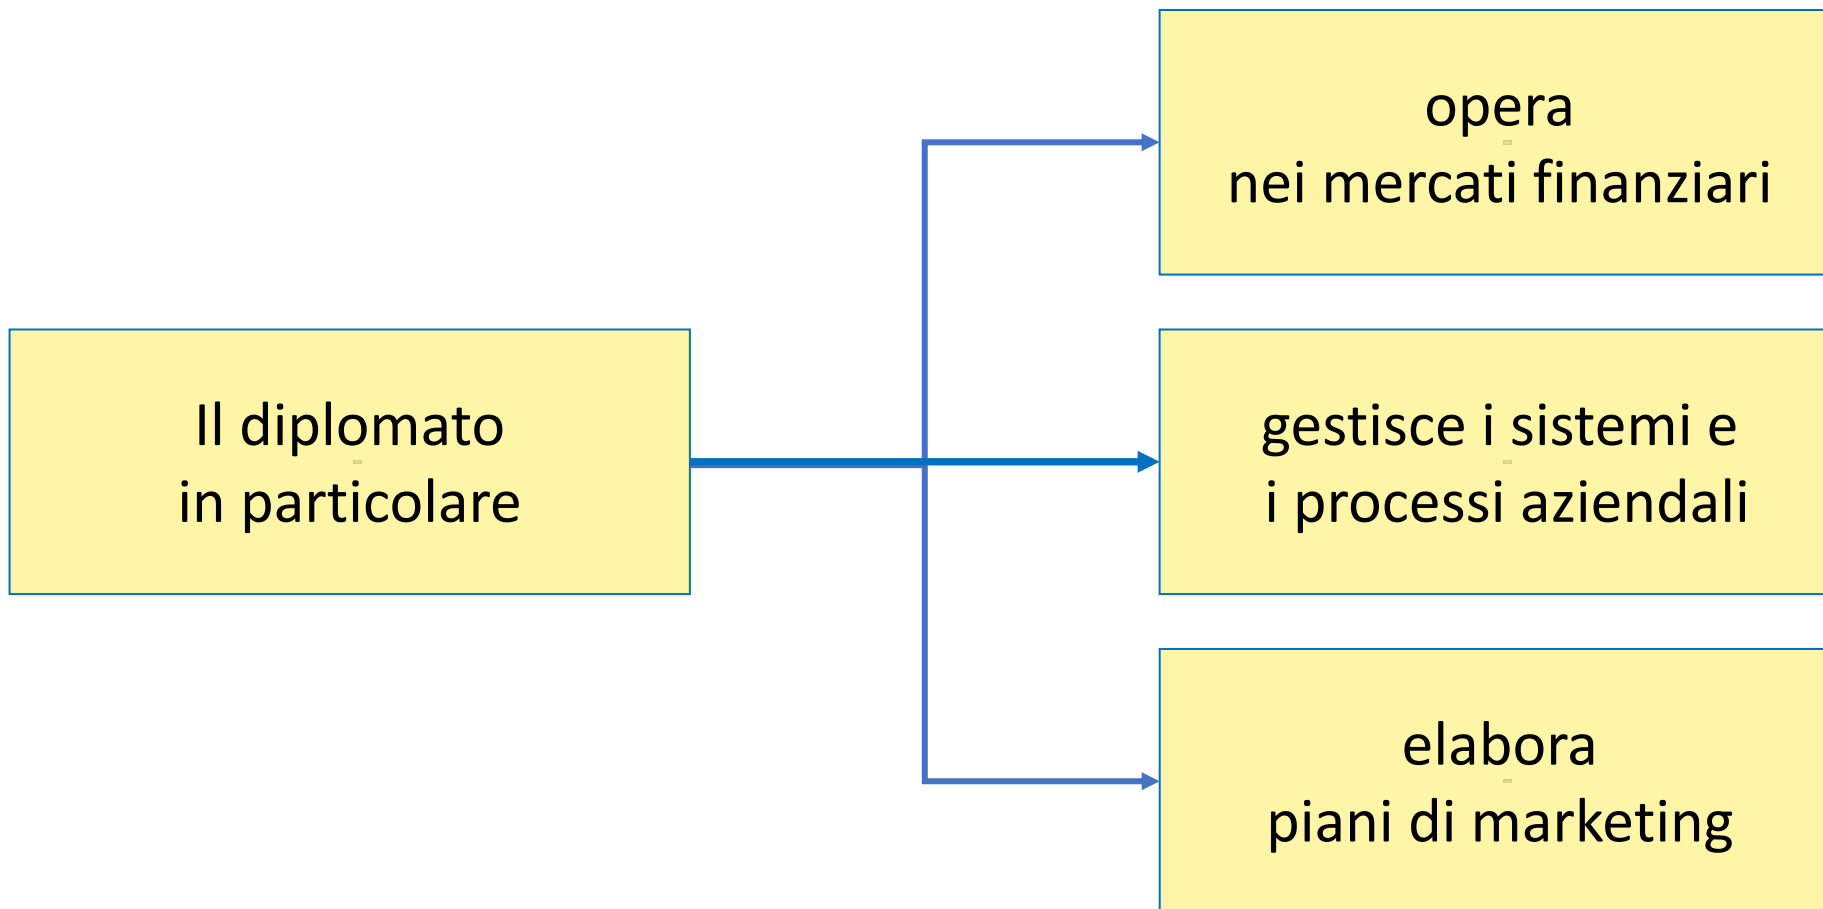 Il diplomato
in particolare
opera
nei mercati finanziari
gestisce i sistemi e
i processi aziendali
elabora
piani di marketing